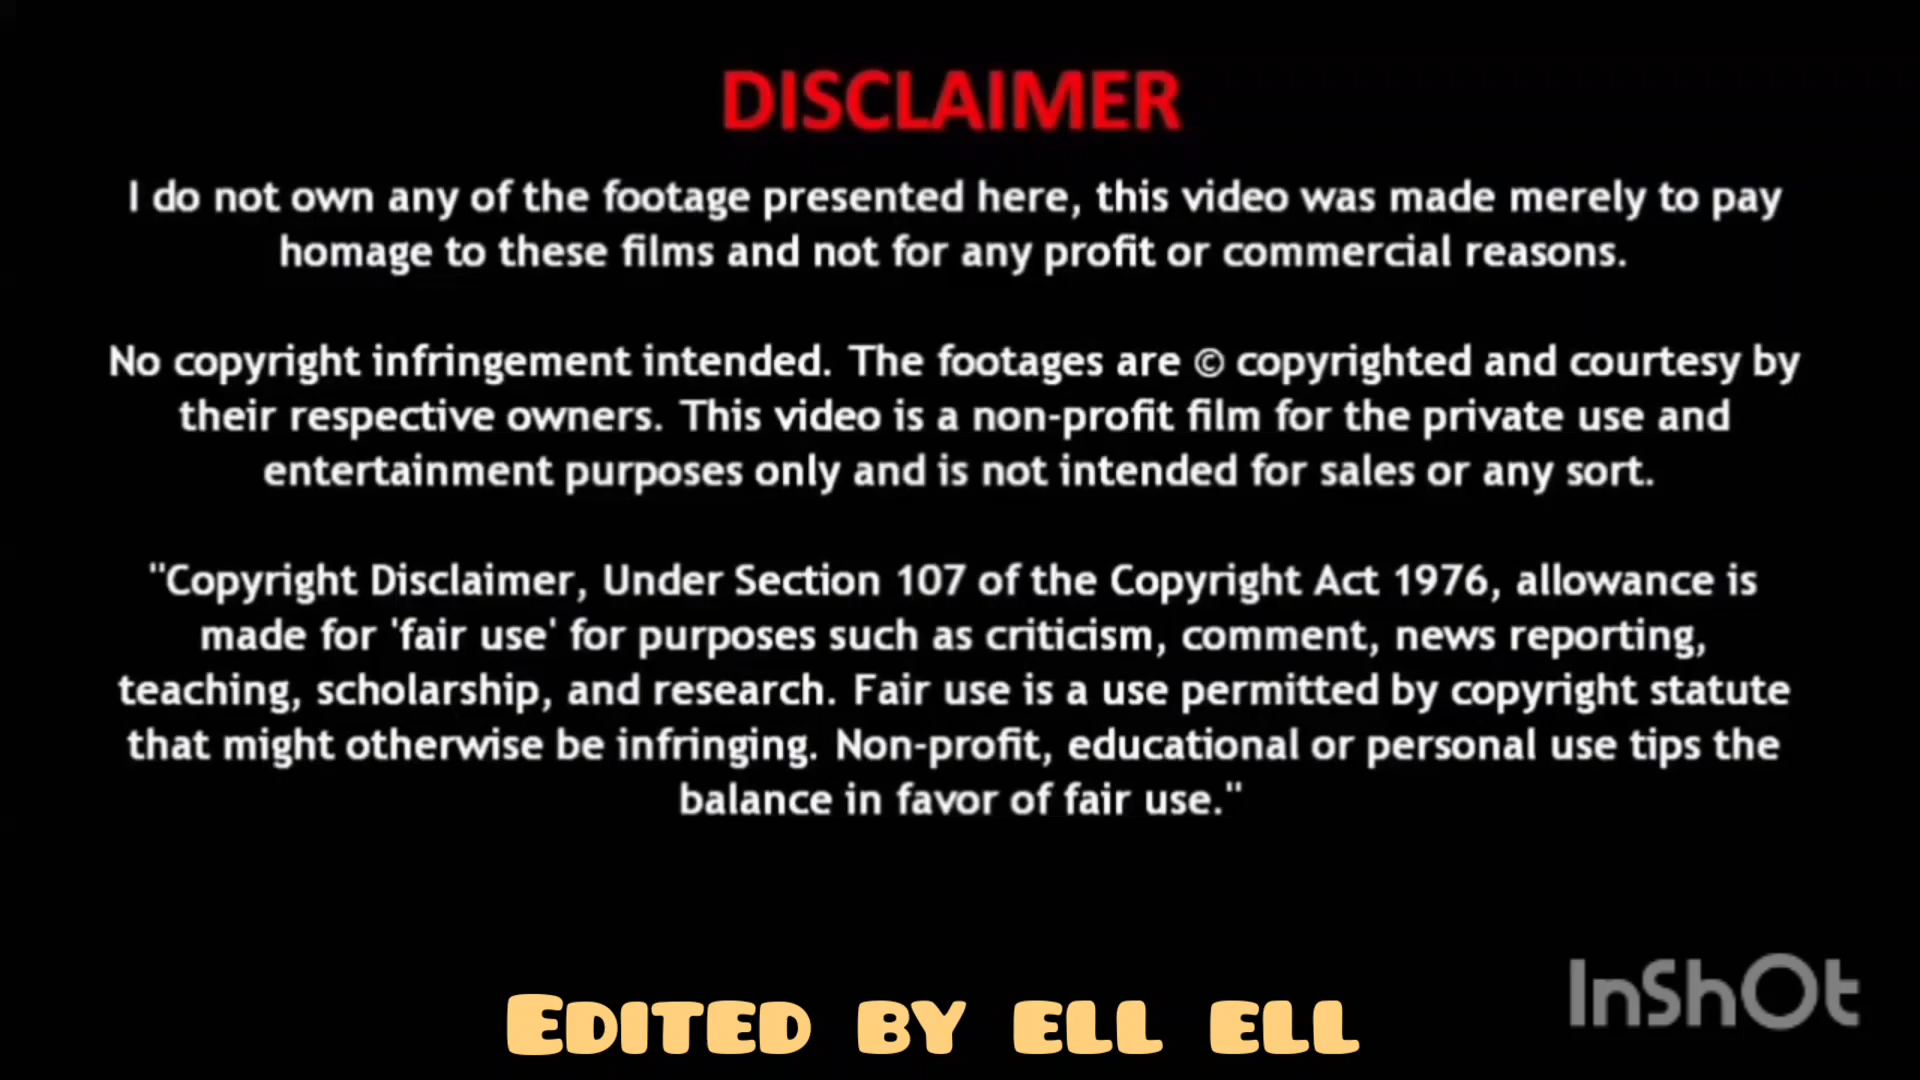 DISCLAIMER
I do not own any of the footage presented here, this video was made merely to pay
homage to these films and not for any profit or commercial reasons.
No copyright infringement intended. The footages are © copyrighted and courtesy by
their respective owners. This video is a non-profit film for the private use and
entertainment purposes only and is not intended for sales or any sort.
"Copyright Disclaimer, Under Section 107 of the Copyright Act 1976, allowance is
made for 'fair use' for purposes such as criticism, comment, news reporting,
teaching, scholarship, and research. Fair use is a use permitted by copyright statute
that might otherwise be infringing. Non-profit, educational or personal use tips the
balance in favor of fair use."
InShOt
EDITED BY ELL ELL